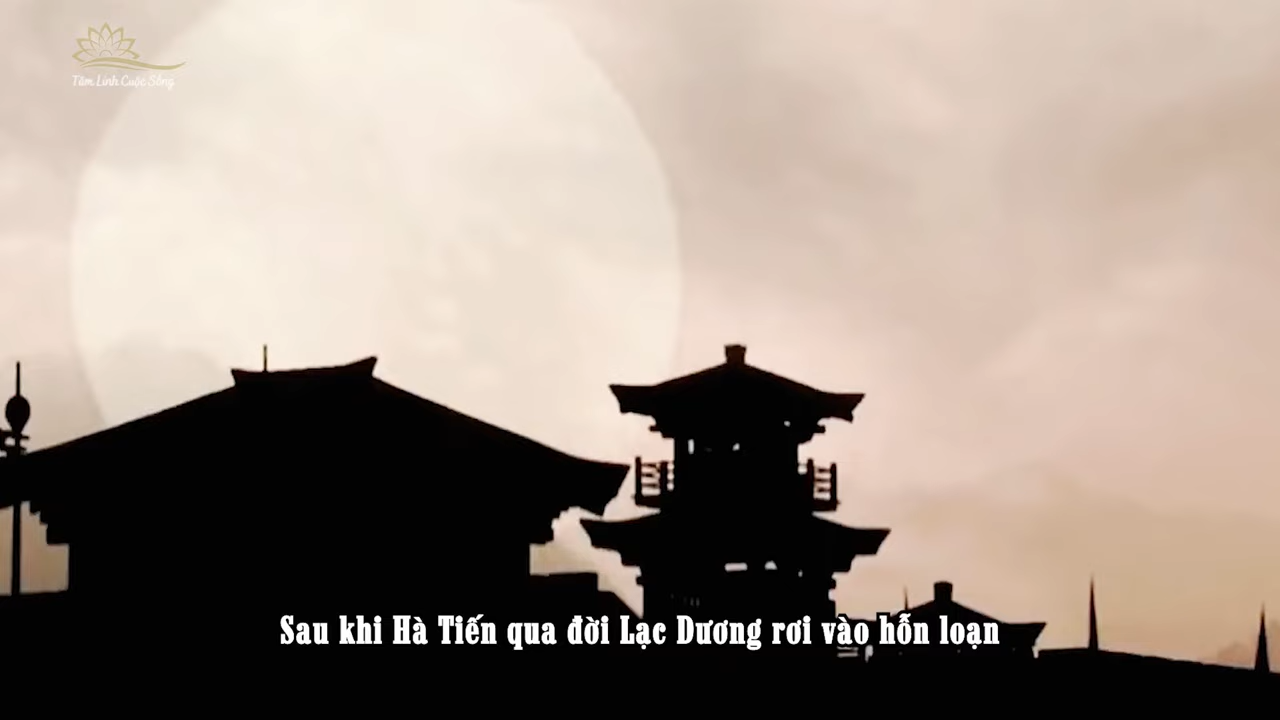 Tâm Linh Cuộc Sống
Sau khi Hà Tiến qua đời Lạc Dương rơi vào hỗn loạn